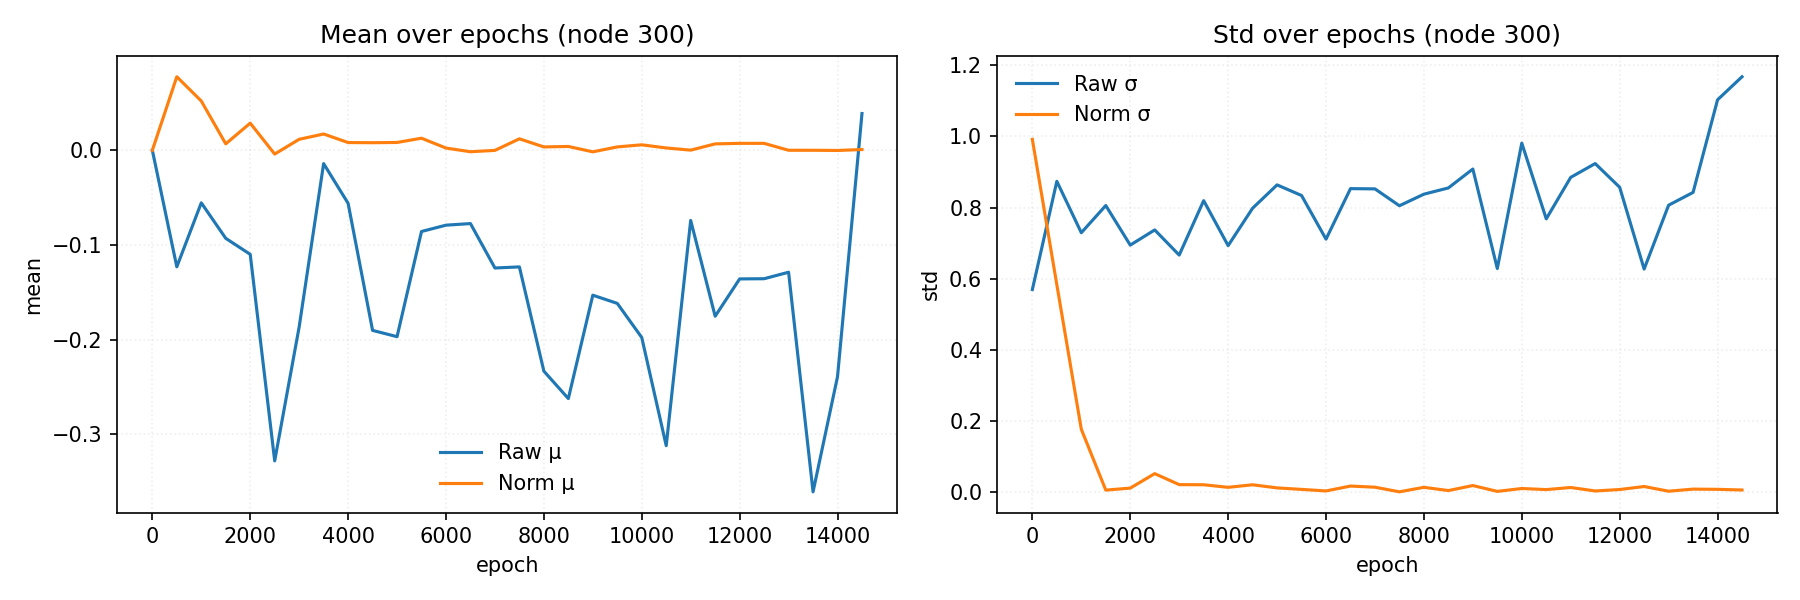 Mean over epochs (node 300)
mean
0.0
−0.1
−0.2
−0.3
Raw μ
Norm μ
0 2000 4000 6000 8000 10000 12000 14000
epoch
Std over epochs (node 300)
std
1.2
1.0
0.8
0.6
0.4
0.2
0.0
Raw σ
Norm σ
0 2000 4000 6000 8000 10000 12000 14000
epoch